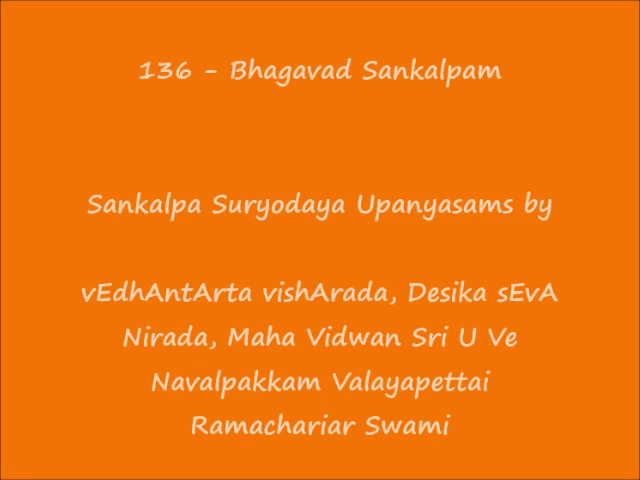 136 - Bhagavad Sankalpam
Sankalpa Suryodaya Upanyasams by
vEdhAntArta vishArada, Desika sEvA
Nirada, Maha Vidwan Sri U Ve
Navalpakkam Valayapettai
Ramachariar Swami